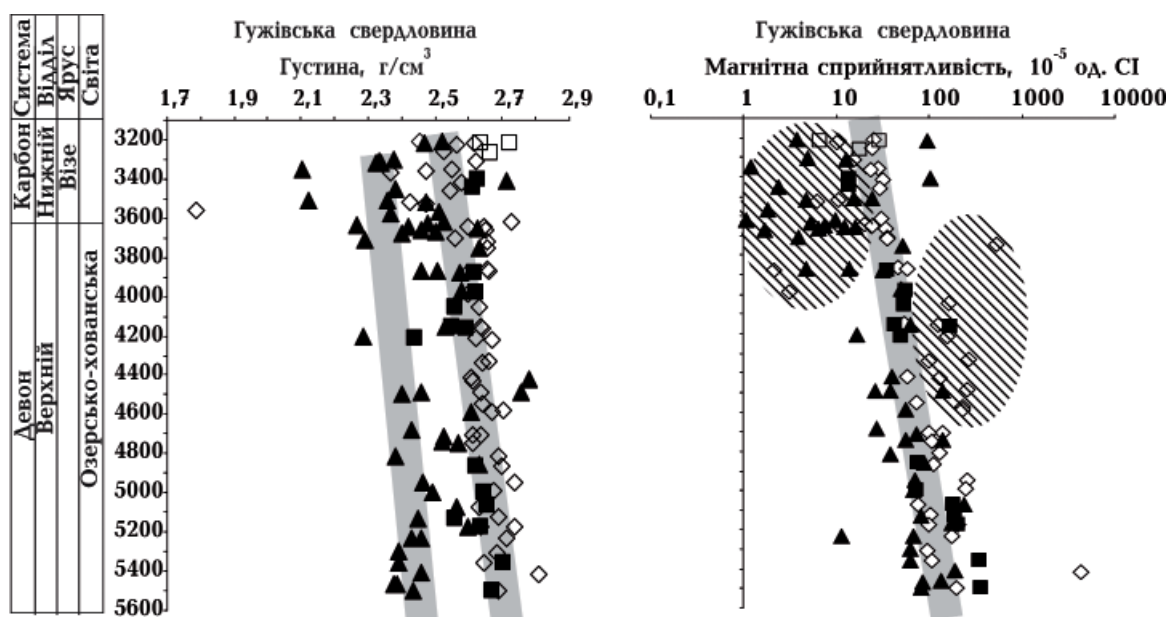 Система
Відділ
Ярус
Світа
Карбон
Нижній
Візе
Девон
Верхній
Озерсько-хованська
Гужівська свердловина
Густина, г/см³
1,7 1,9 2,1 2,3 2,5 2,7 2,9
3200
3400
3600
3800
4000
4200
4400
4600
4800
5000
5200
5400
5600
Гужівська свердловина
Магнітна сприйнятливість, 10⁻⁵ од. СІ
0,1 1 10 100 1000 10000